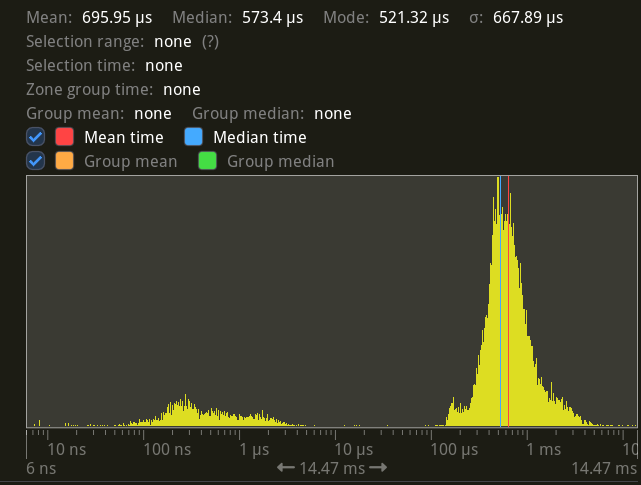 Mean: 695.95 µs Median: 573.4 µs Mode: 521.32 µs σ: 667.89 µs
Selection range: none (?)
Selection time: none
Zone group time: none
Group mean: none Group median: none
Mean time Median time
Group mean Group median
10 ns 100 ns 1 µs 10 µs 100 µs 1 ms 10
6 ns 14.47 ms 14.47 ms